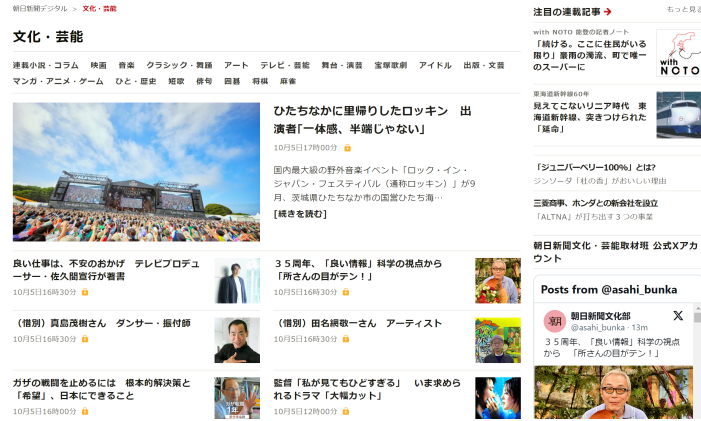 朝日新聞デジタル > 文化・芸能
文化・芸能
連載小説・コラム 映画 音楽 クラシック・舞踊 アート テレビ・芸能 舞台・演芸 宝塚歌劇 アイドル 出版・文芸
マンガ・アニメ・ゲーム ひと・歴史 短歌 俳句 囲碁 将棋 麻雀
ひたちなかに里帰りしたロッキン 出
演者「一体感、半端じゃない」
10月5日17時00分
国内最大級の野外音楽イベント「ロック・イン・
ジャパン・フェスティバル（通称ロッキン）」が9
月、茨城県ひたちなか市の国営ひたち海…
[続きを読む]
良い仕事は、不安のおかげ テレビプロデュ
ーサー・佐久間宣行が著書
10月5日16時30分
３５周年、「良い情報」科学の視点から
「所さんの目がテン！」
10月5日16時30分
（惜別）真島茂樹さん ダンサー・振付師
10月5日16時30分
（惜別）田名網敬一さん アーティスト
10月5日16時30分
ガザの戦闘を止めるには 根本的解決策と
「希望」、日本にできること
10月5日16時00分
ガザ戦闘
1年
監督「私が見てもひどすぎる」 いま求めら
れるドラマ「大幅カット」
10月5日12時00分
注目の連載記事
もっと見る
with NOTO 能登の記者ノート
「続ける。ここに住民がいる
限り」豪雨の濁流、町で唯一
のスーパーに
with
NOTO
東海道新幹線60年
見えてこないリニア時代 東
海道新幹線、突きつけられた
「延命」
「ジュニパーベリー100%」とは?
ジンソーダ「杜の香」がおいしい理由
三菱商事、ホンダとの新会社を設立
「ALTNA」が打ち出す３つの事業
朝日新聞文化・芸能取材班 公式Xアカ
ウント
Posts from @asahi_bunka
朝日新聞文化部
@asahi_bunka · 13m
３５周年、「良い情報」科学の視点
から 「所さんの目がテン！」